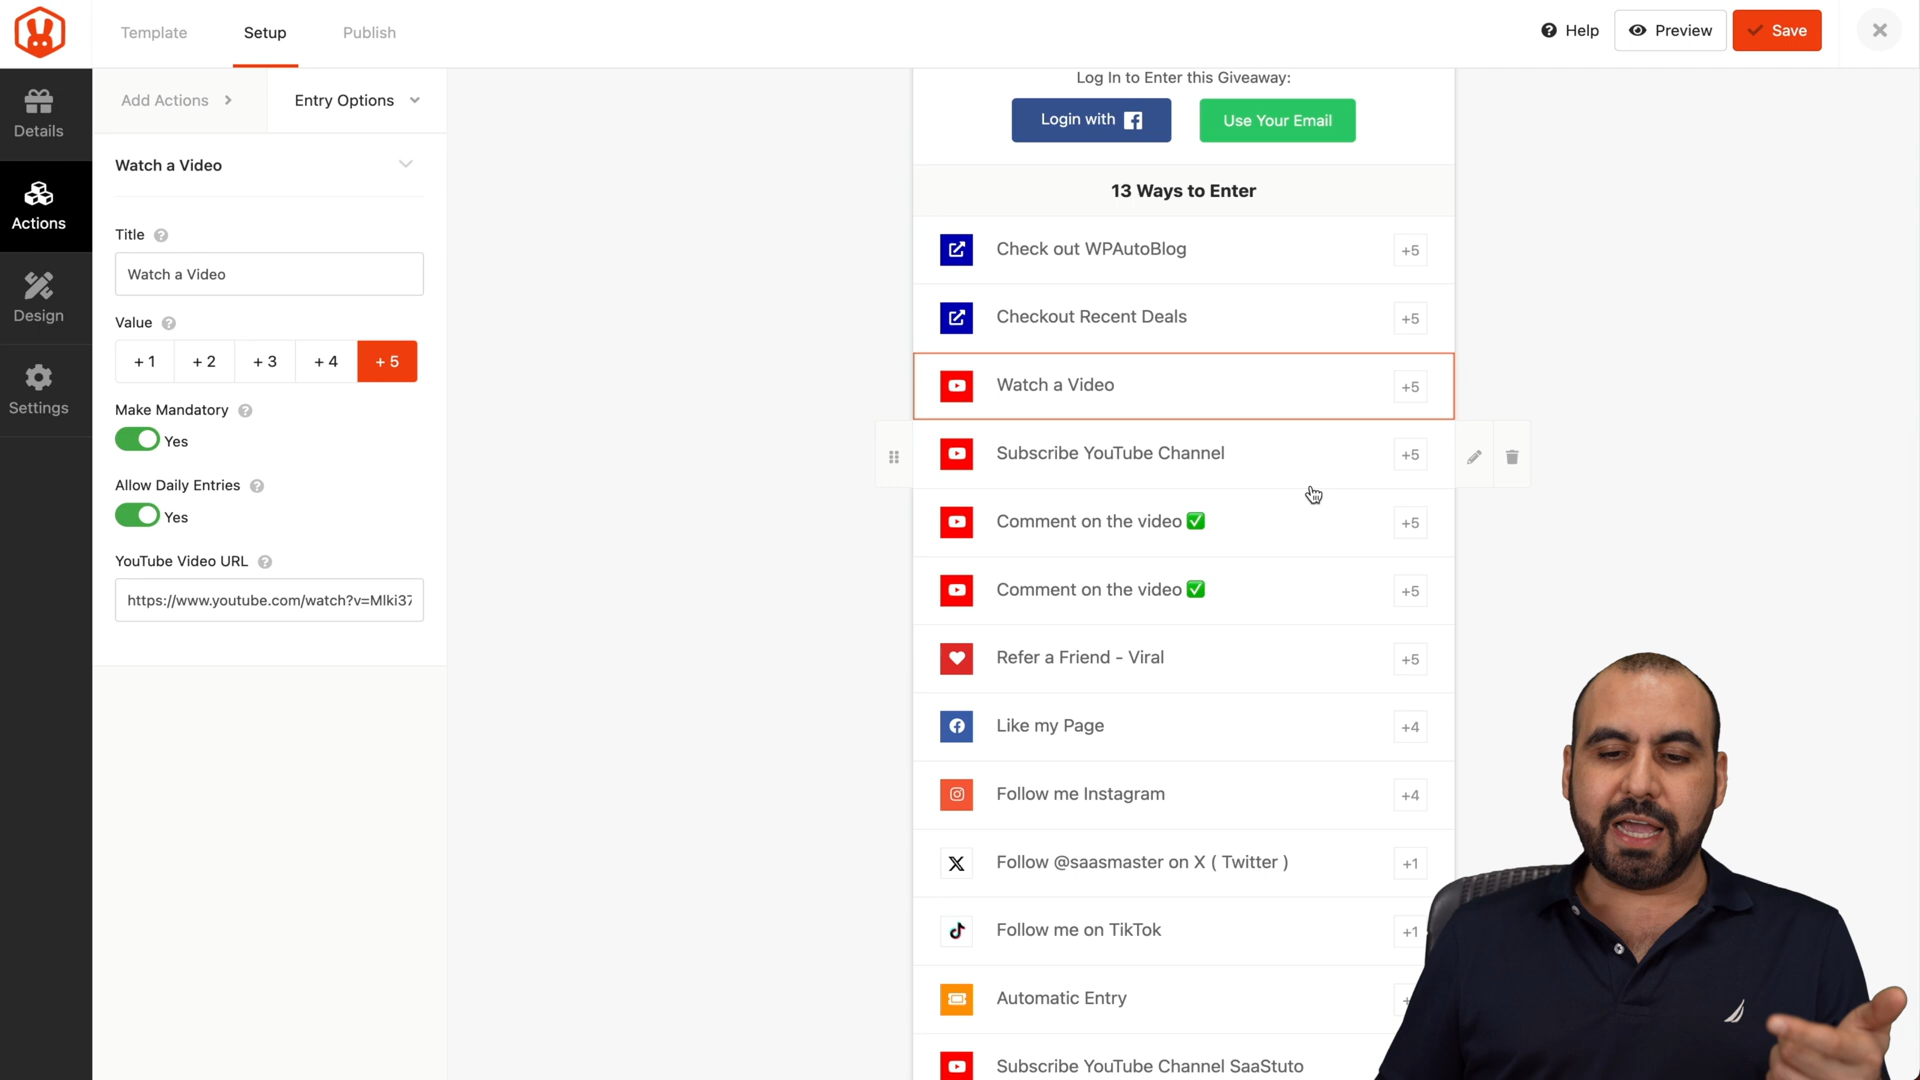 Template
Setup
Publish
Help
Preview
Save
Details
Actions
Design
Settings
Add Actions
Entry Options
Watch a Video
Title
Watch a Video
Value
+ 1
+ 2
+ 3
+ 4
+ 5
Make Mandatory
Yes
Allow Daily Entries
Yes
YouTube Video URL
https://www.youtube.com/watch?v=Mlki37
Log In to Enter this Giveaway:
Login with
Use Your Email
13 Ways to Enter
Check out WPAutoBlog +5
Checkout Recent Deals +5
Watch a Video +5
Subscribe YouTube Channel +5
Comment on the video ✅ +5
Comment on the video ✅ +5
Refer a Friend - Viral +5
Like my Page +4
Follow me Instagram +4
Follow @saasmaster on X ( Twitter ) +1
Follow me on TikTok +1
Automatic Entry
Subscribe YouTube Channel SaaStuto